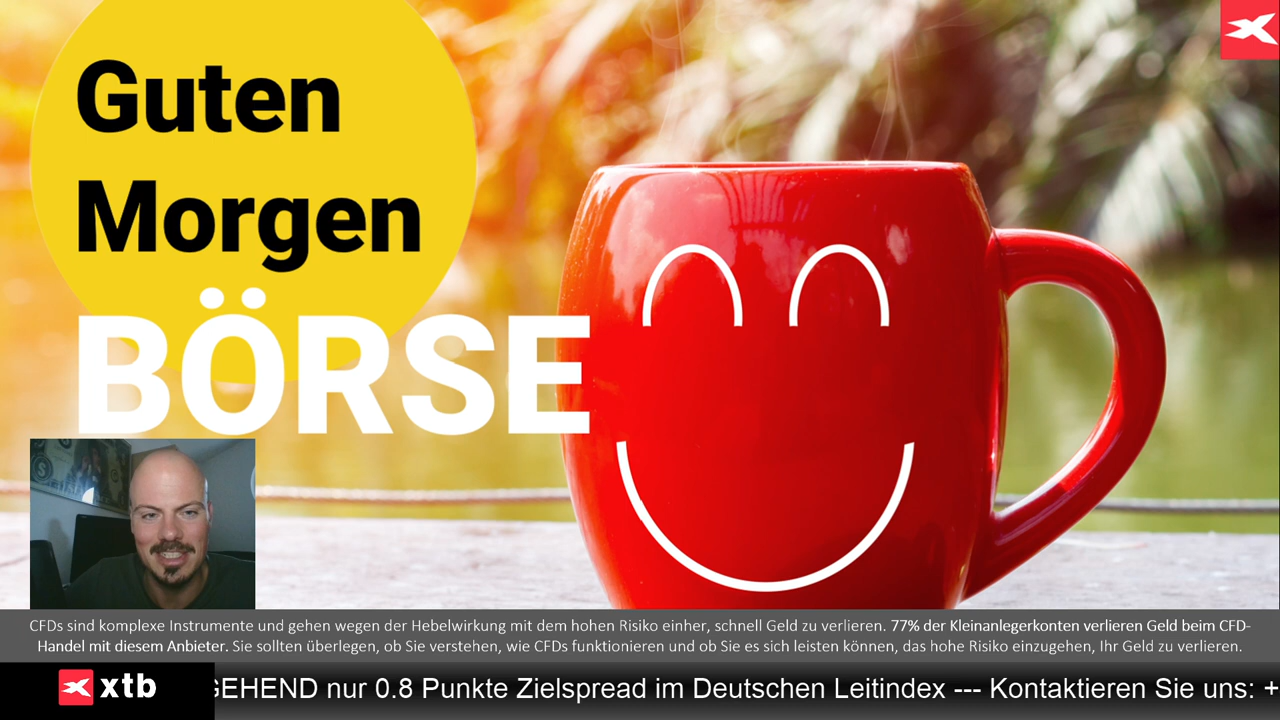 Guten
Morgen
BÖRSE
CFDs sind komplexe Instrumente und gehen wegen der Hebelwirkung mit dem hohen Risiko einher, schnell Geld zu verlieren. 77% der Kleinanlegerkonten verlieren Geld beim CFD-
Handel mit diesem Anbieter. Sie sollten überlegen, ob Sie verstehen, wie CFDs funktionieren und ob Sie es sich leisten können, das hohe Risiko einzugehen, Ihr Geld zu verlieren.
xtb
GEHEND nur 0.8 Punkte Zielspread im Deutschen Leitindex --- Kontaktieren Sie uns: +